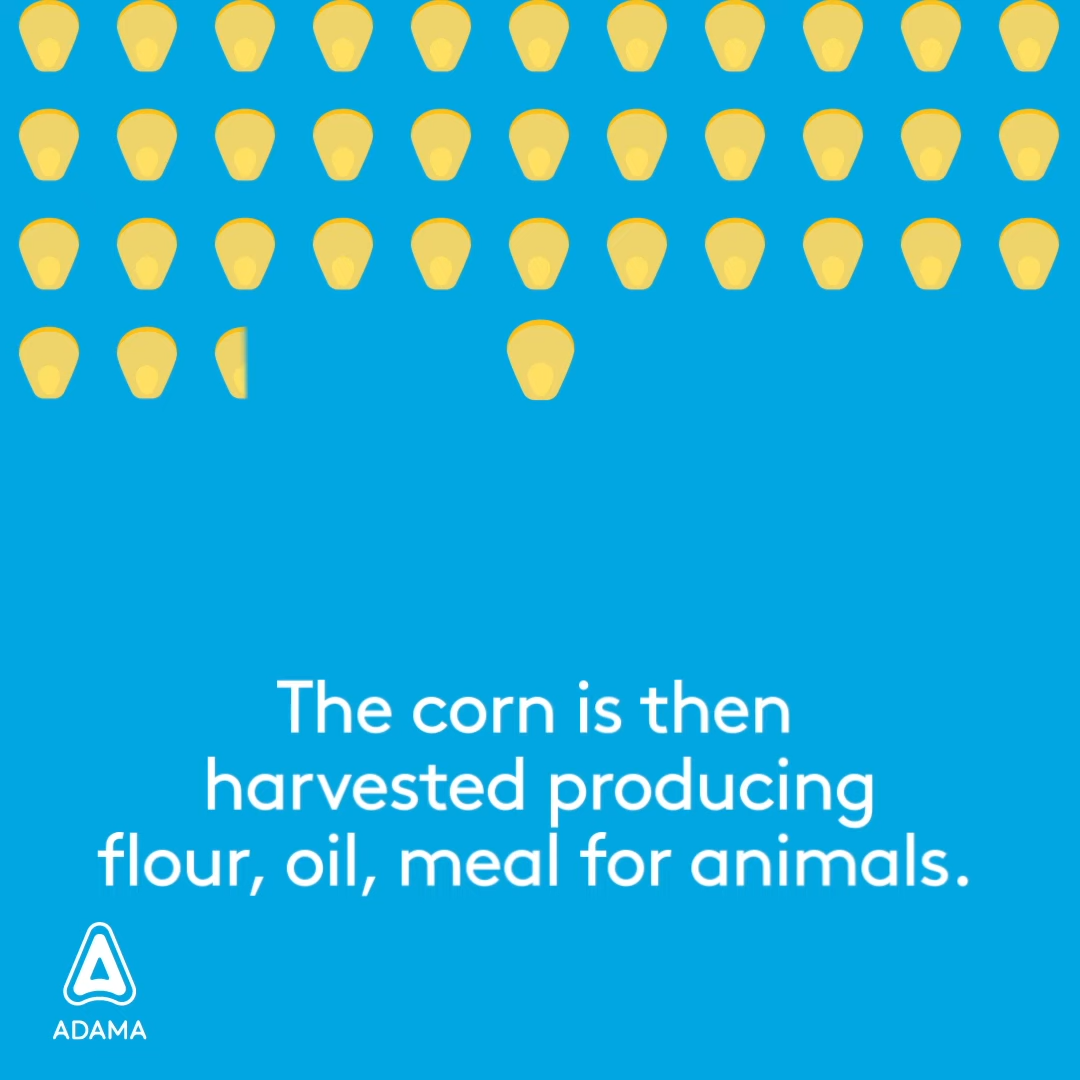 The corn is then
harvested producing
flour, oil, meal for animals.
ADAMA